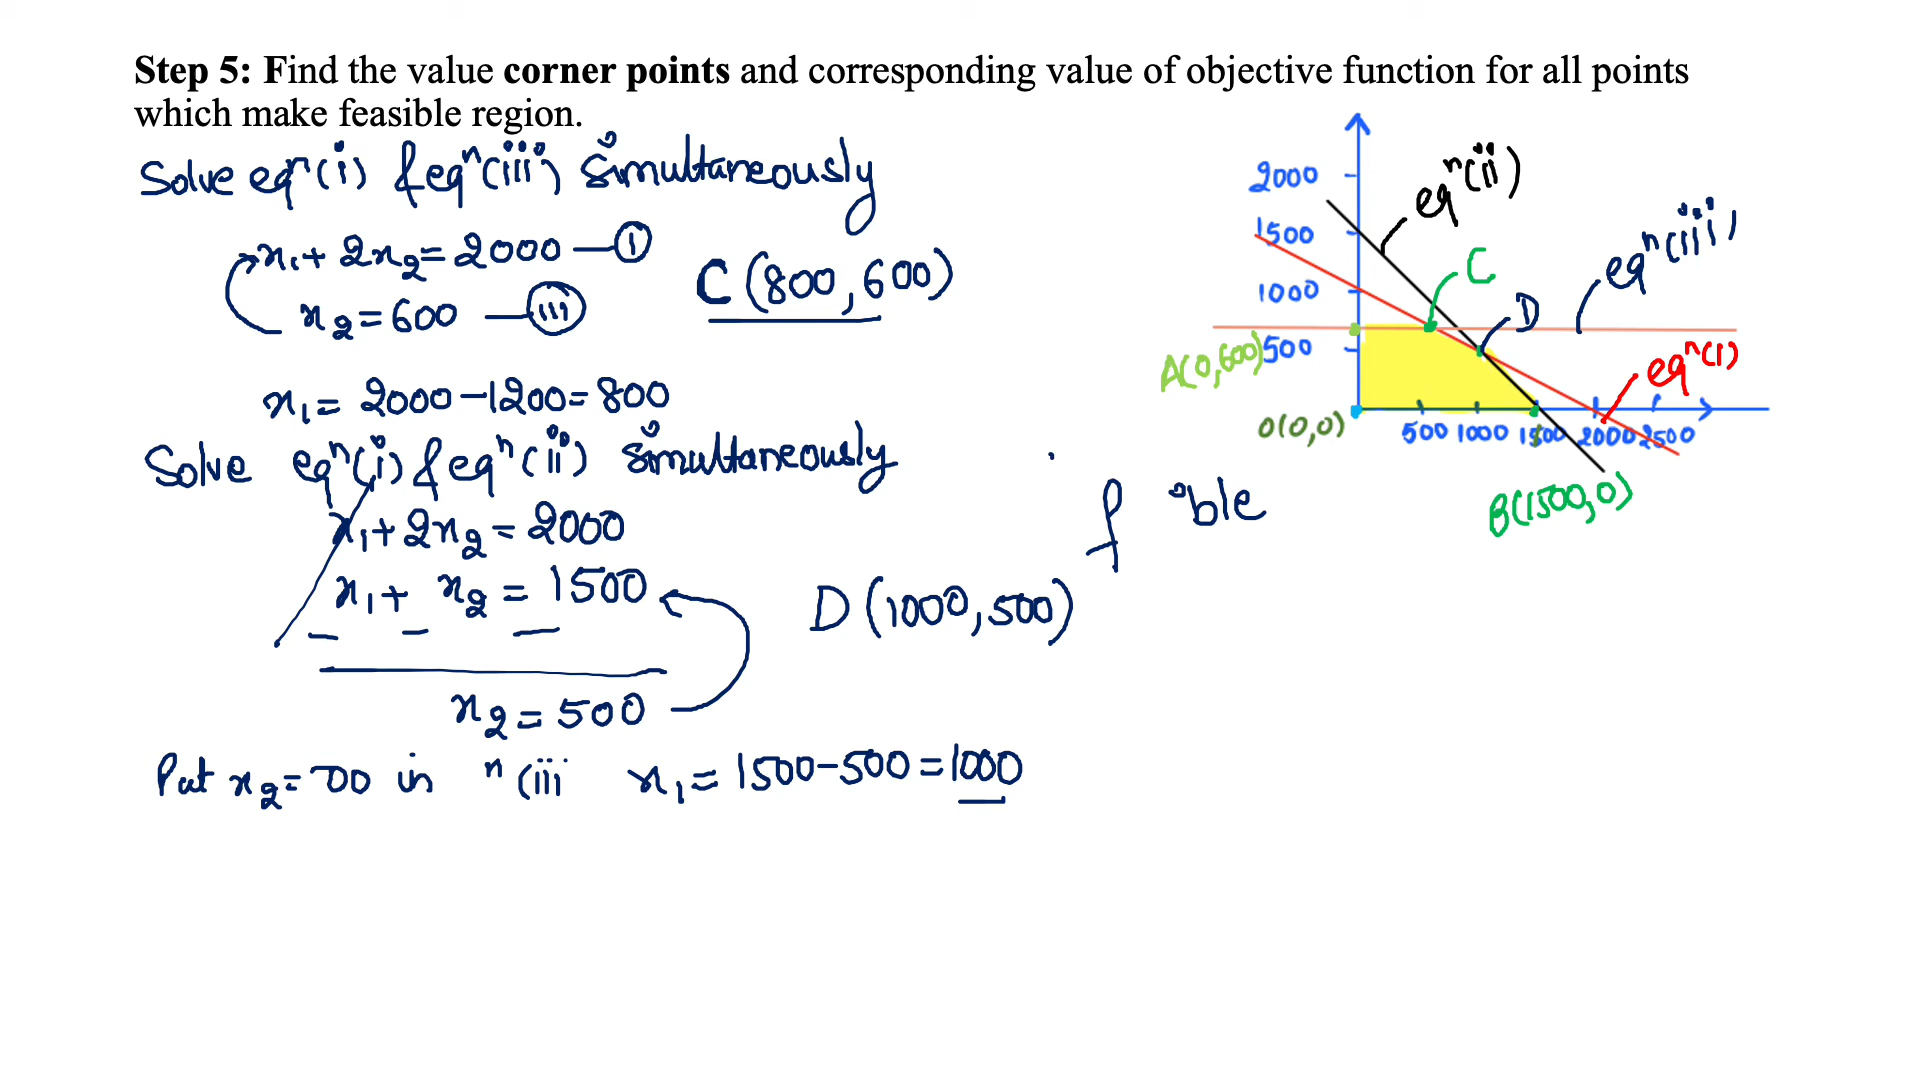 Step 5: Find the value corner points and corresponding value of objective function for all points
which make feasible region.
Solve eqⁿ(i) & eqⁿ(iii) simultaneously
x₁+ 2x₂= 2000 — (i)
x₂= 600 — (iii)
C (800,600)
x₁= 2000-1200= 800
Solve eqⁿ(i) & eqⁿ(ii) simultaneously
x₁+ 2x₂ = 2000
x₁+ x₂ = 1500
x₂= 500
D (1000,500)
Put x₂= 00 in ⁿ(iii x₁= 1500-500 = 1000
f ible
2000
1500
1000
500
eqⁿ(ii)
eqⁿ(iii)
C
D
eqⁿ(i)
A(0,600)
O(0,0)
500 1000 1500 2000 2500
B(1500,0)